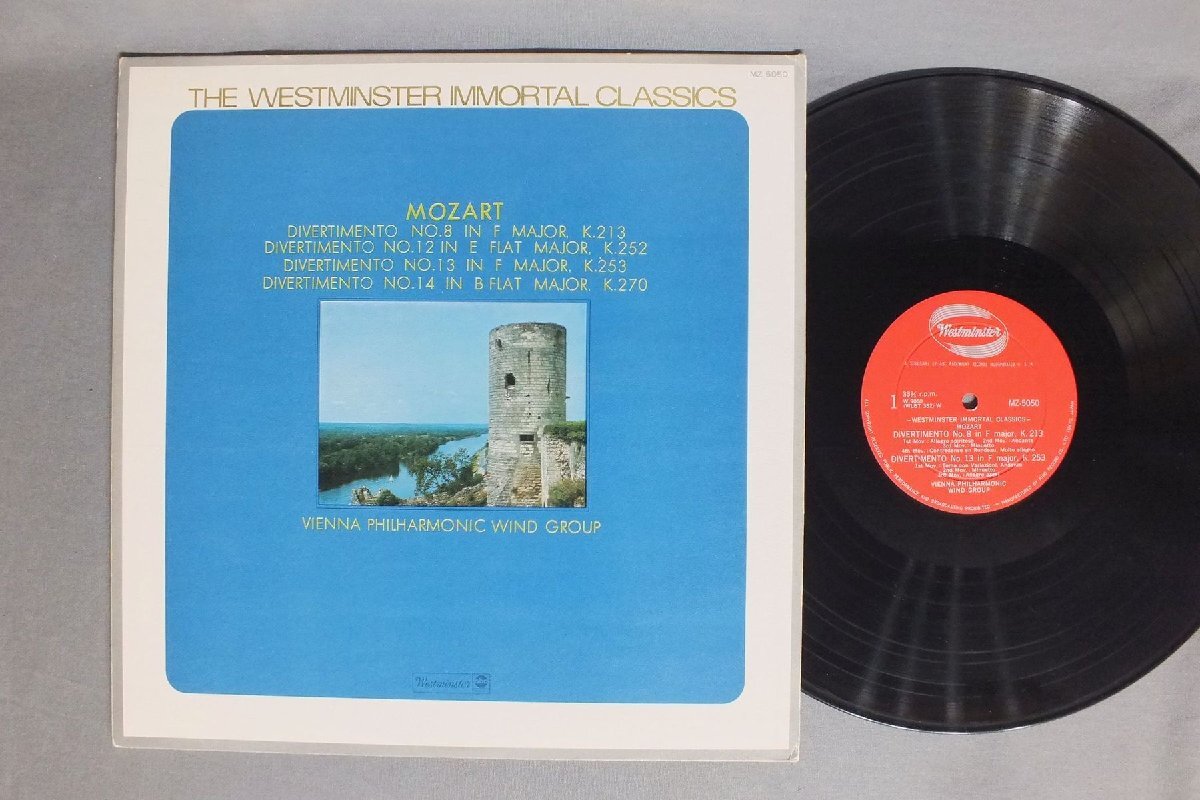 MZ 5050
THE WESTMINSTER IMMORTAL CLASSICS
MOZART
DIVERTIMENTO NO.8 IN F MAJOR, K.213
DIVERTIMENTO NO.12 IN E FLAT MAJOR, K.252
DIVERTIMENTO NO.13 IN F MAJOR, K.253
DIVERTIMENTO NO.14 IN B FLAT MAJOR, K.270
VIENNA PHILHARMONIC WIND GROUP
Westminster abc
Westminster
1
33⅓ r.p.m.
MZ-5050
—WESTMINSTER IMMORTAL CLASSICS—
MOZART
DIVERTIMENTO No. 8 in F major, K. 213
DIVERTIMENTO No. 13 in F major, K. 253
VIENNA PHILHARMONIC
WIND GROUP